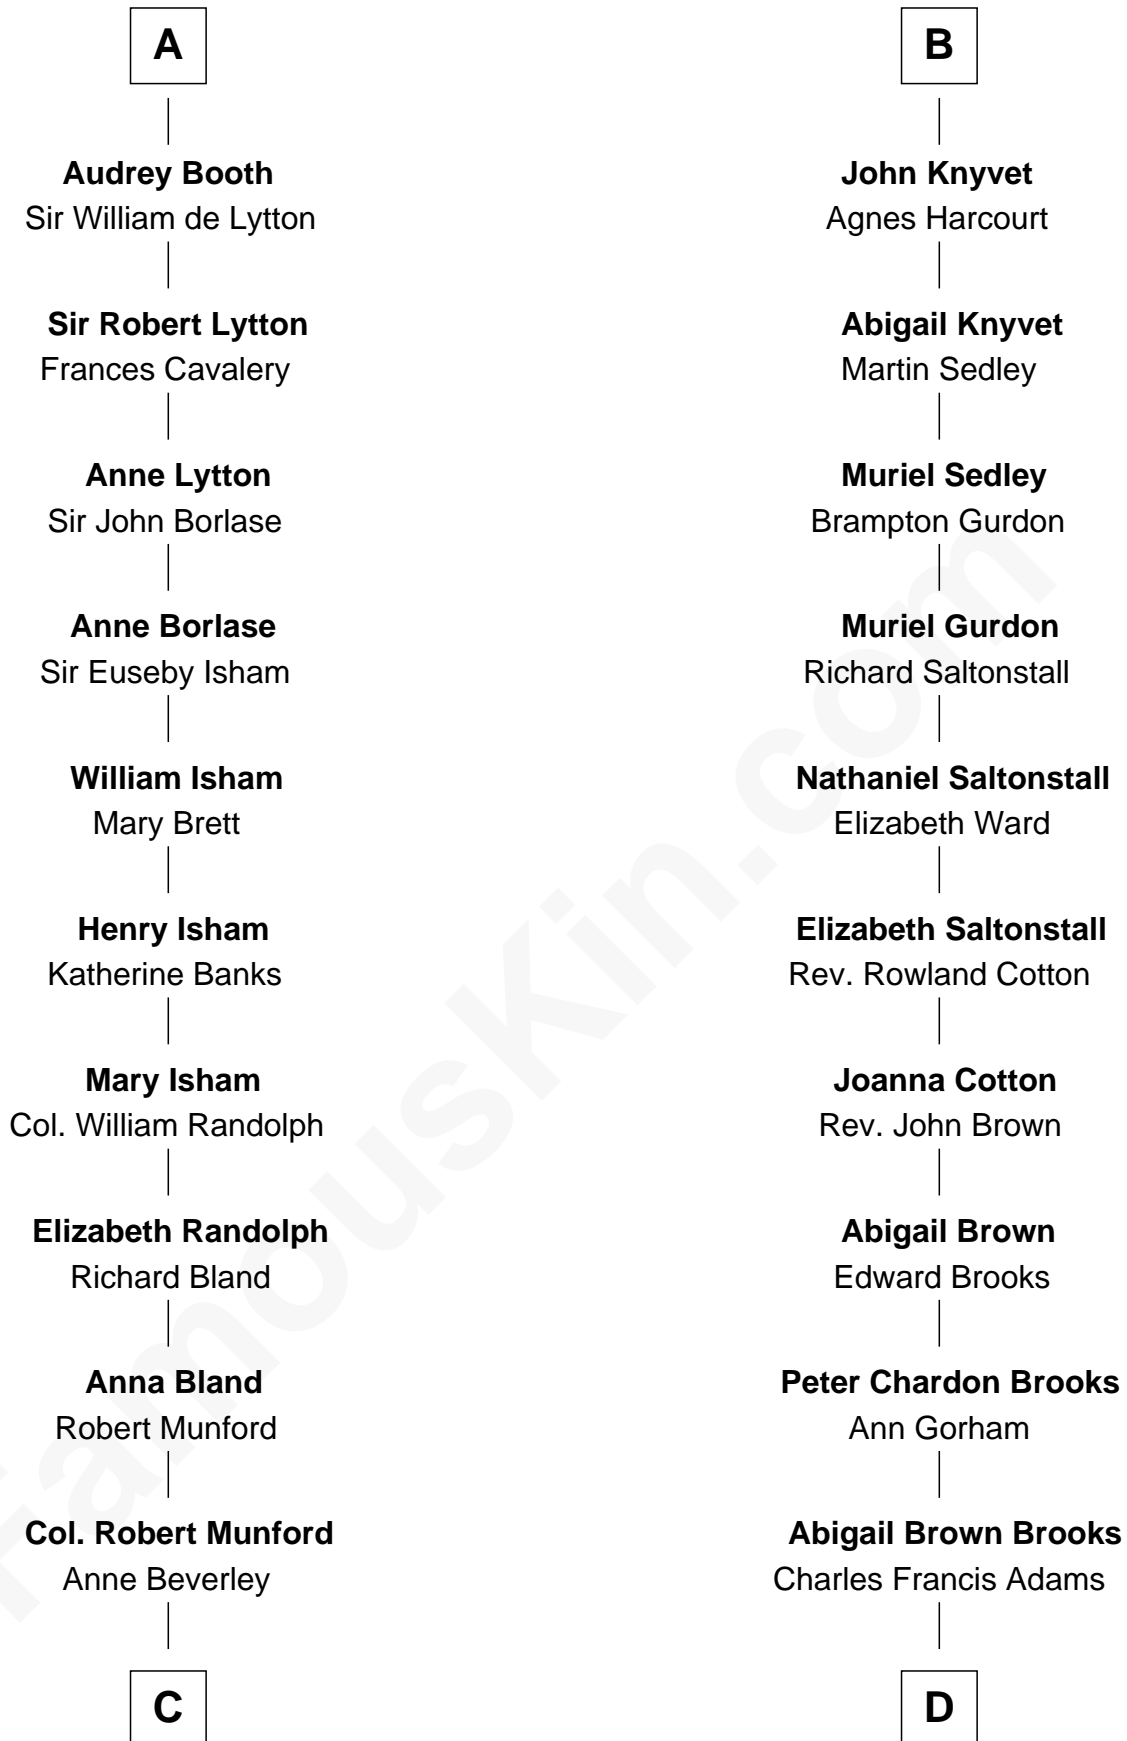 A
Audrey Booth
Sir William de Lytton
Sir Robert Lytton
Frances Cavalery
Anne Lytton
Sir John Borlase
Anne Borlase
Sir Euseby Isham
William Isham
Mary Brett
Henry Isham
Katherine Banks
Mary Isham
Col. William Randolph
Elizabeth Randolph
Richard Bland
Anna Bland
Robert Munford
Col. Robert Munford
Anne Beverley
C
B
John Knyvet
Agnes Harcourt
Abigail Knyvet
Martin Sedley
Muriel Sedley
Brampton Gurdon
Muriel Gurdon
Richard Saltonstall
Nathaniel Saltonstall
Elizabeth Ward
Elizabeth Saltonstall
Rev. Rowland Cotton
Joanna Cotton
Rev. John Brown
Abigail Brown
Edward Brooks
Peter Chardon Brooks
Ann Gorham
Abigail Brown Brooks
Charles Francis Adams
D
FamousKin.com